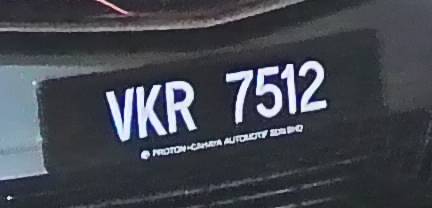 VKR 7512
PROTON-CAHAYA AUTOMOTIF SDN BHD